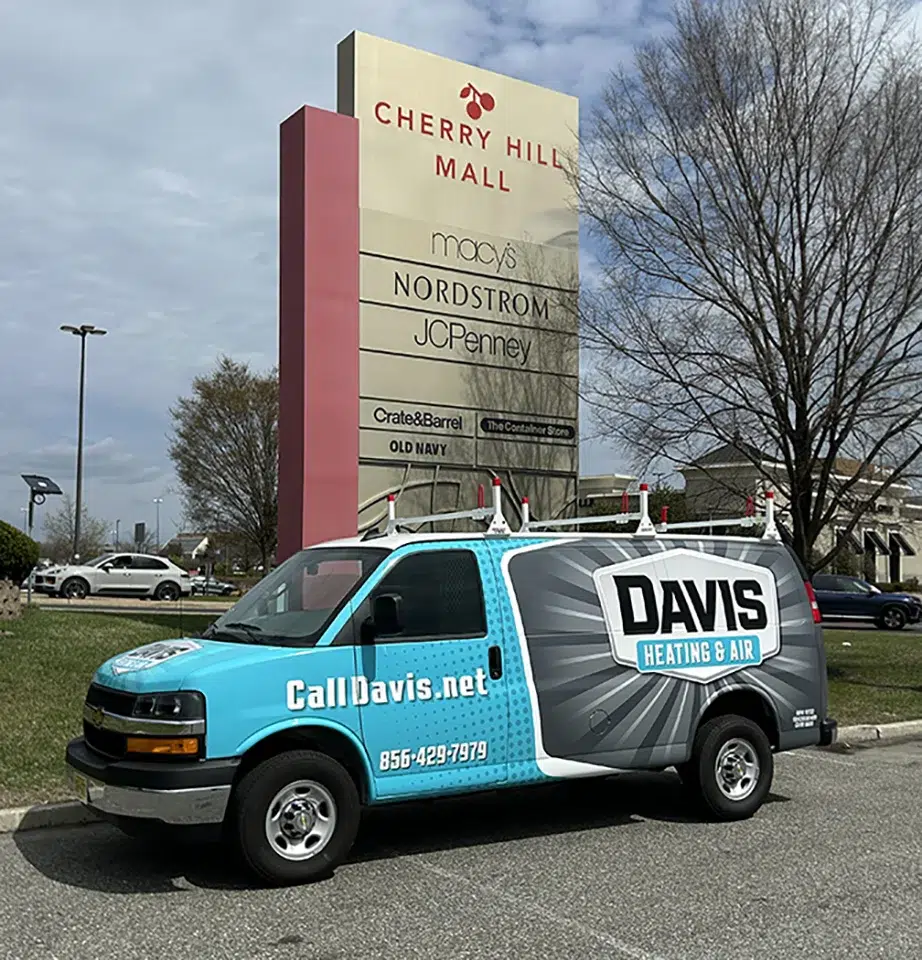 CHERRY HILL
MALL
macy's
NORDSTROM
JCPenney
Crate&Barrel
The Container Store
OLD NAVY
DAVIS
HEATING & AIR
DAVIS
CallDavis.net
856-429-7979